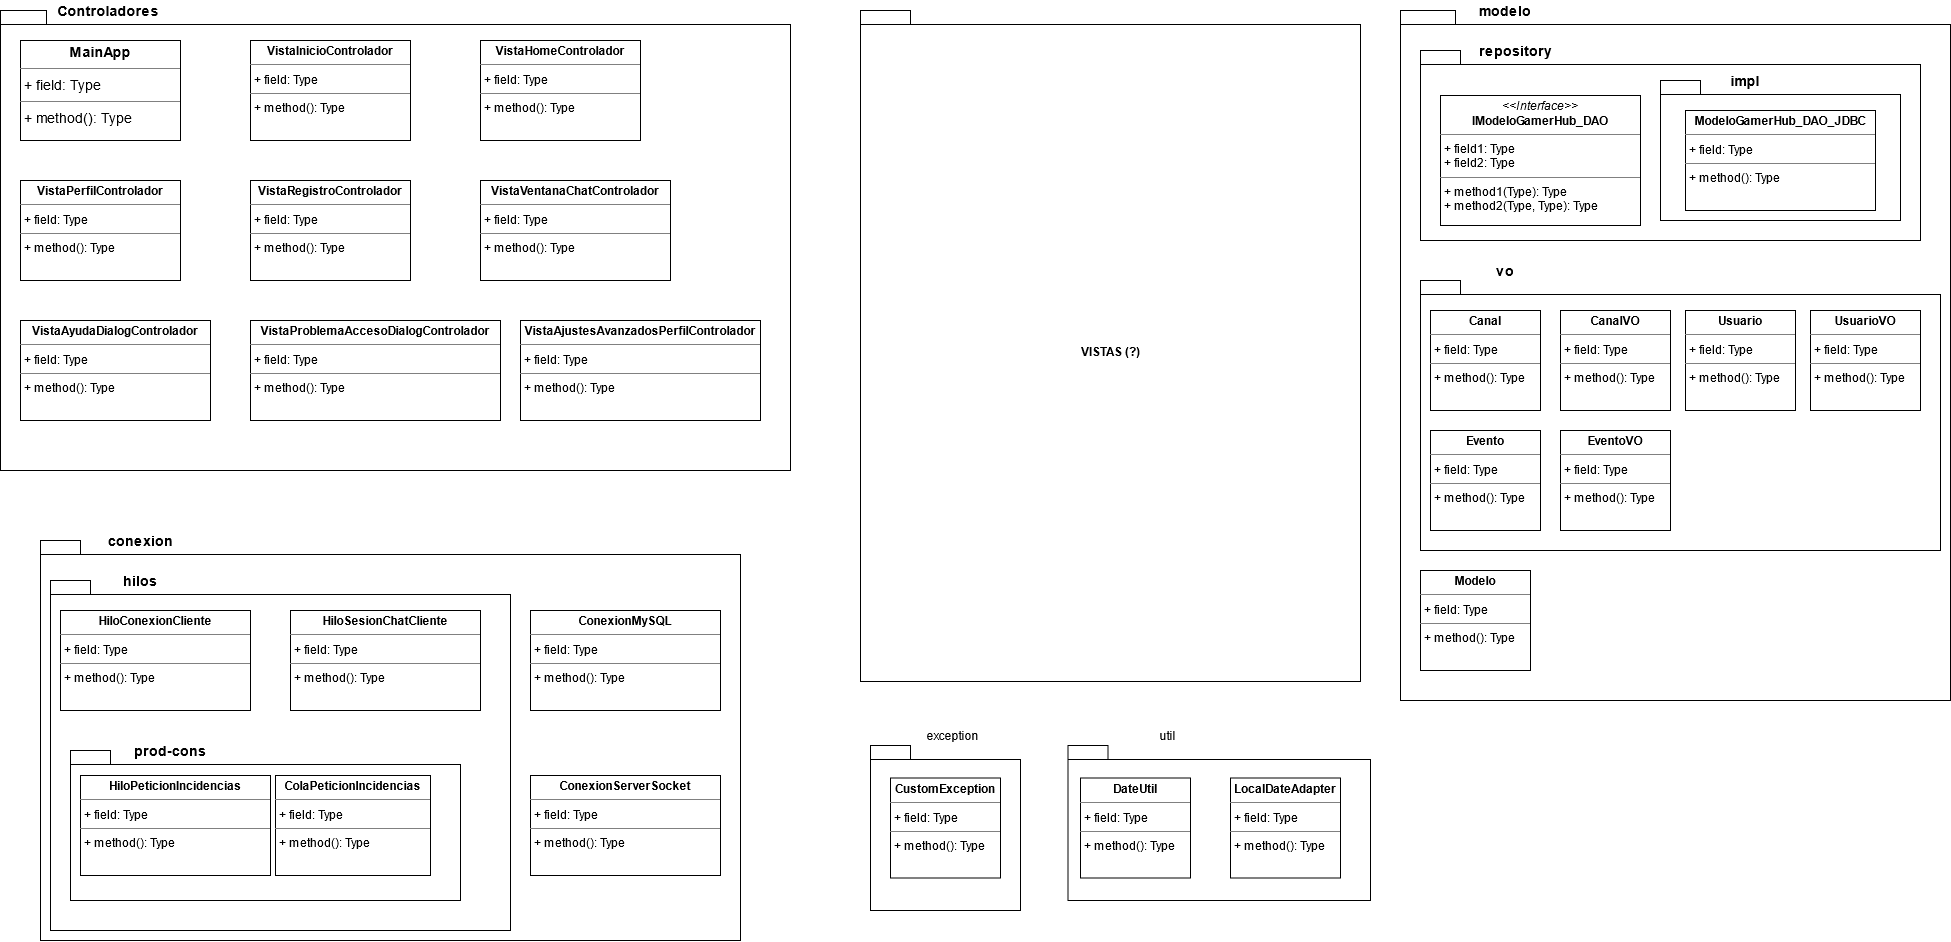 Controladores
MainApp
+ field: Type
+ method(): Type
VistaInicioControlador
+ field: Type
+ method(): Type
VistaHomeControlador
+ field: Type
+ method(): Type
VistaPerfilControlador
+ field: Type
+ method(): Type
VistaRegistroControlador
+ field: Type
+ method(): Type
VistaVentanaChatControlador
+ field: Type
+ method(): Type
VistaAyudaDialogControlador
+ field: Type
+ method(): Type
VistaProblemaAccesoDialogControlador
+ field: Type
+ method(): Type
VistaAjustesAvanzadosPerfilControlador
+ field: Type
+ method(): Type
VISTAS (?)
modelo
repository
<<Interface>>
IModeloGamerHub_DAO
+ field1: Type
+ field2: Type
+ method1(Type): Type
+ method2(Type, Type): Type
impl
ModeloGamerHub_DAO_JDBC
+ field: Type
+ method(): Type
vo
Canal
+ field: Type
+ method(): Type
CanalVO
+ field: Type
+ method(): Type
Usuario
+ field: Type
+ method(): Type
UsuarioVO
+ field: Type
+ method(): Type
Evento
+ field: Type
+ method(): Type
EventoVO
+ field: Type
+ method(): Type
Modelo
+ field: Type
+ method(): Type
conexion
hilos
HiloConexionCliente
+ field: Type
+ method(): Type
HiloSesionChatCliente
+ field: Type
+ method(): Type
ConexionMySQL
+ field: Type
+ method(): Type
prod-cons
HiloPeticionIncidencias
+ field: Type
+ method(): Type
ColaPeticionIncidencias
+ field: Type
+ method(): Type
ConexionServerSocket
+ field: Type
+ method(): Type
exception
CustomException
+ field: Type
+ method(): Type
util
DateUtil
+ field: Type
+ method(): Type
LocalDateAdapter
+ field: Type
+ method(): Type